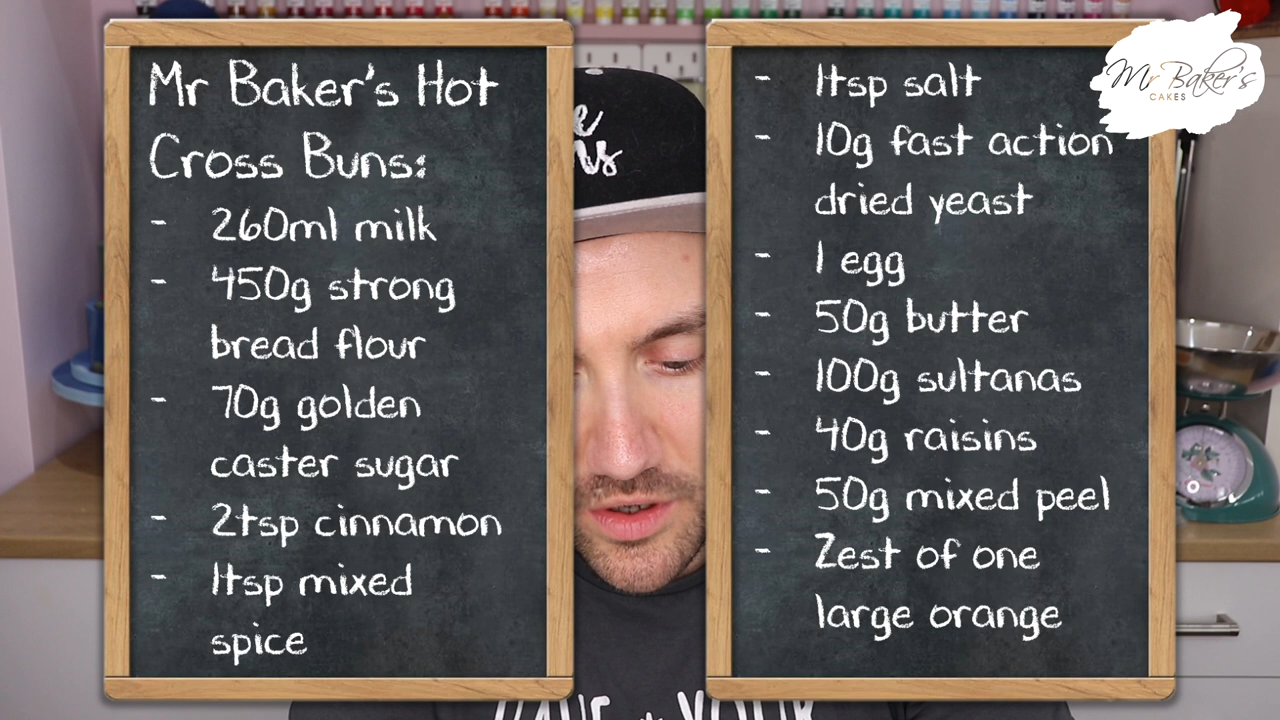 Mr Baker's Hot
Cross Buns:
- 260ml milk
- 450g strong
bread flour
- 70g golden
caster sugar
- 2tsp cinnamon
- 1tsp mixed
spice
- 1tsp salt
- 10g fast action
dried yeast
- 1 egg
- 50g butter
- 100g sultanas
- 40g raisins
- 50g mixed peel
- Zest of one
large orange
Mr Baker's
CAKES
YOUR